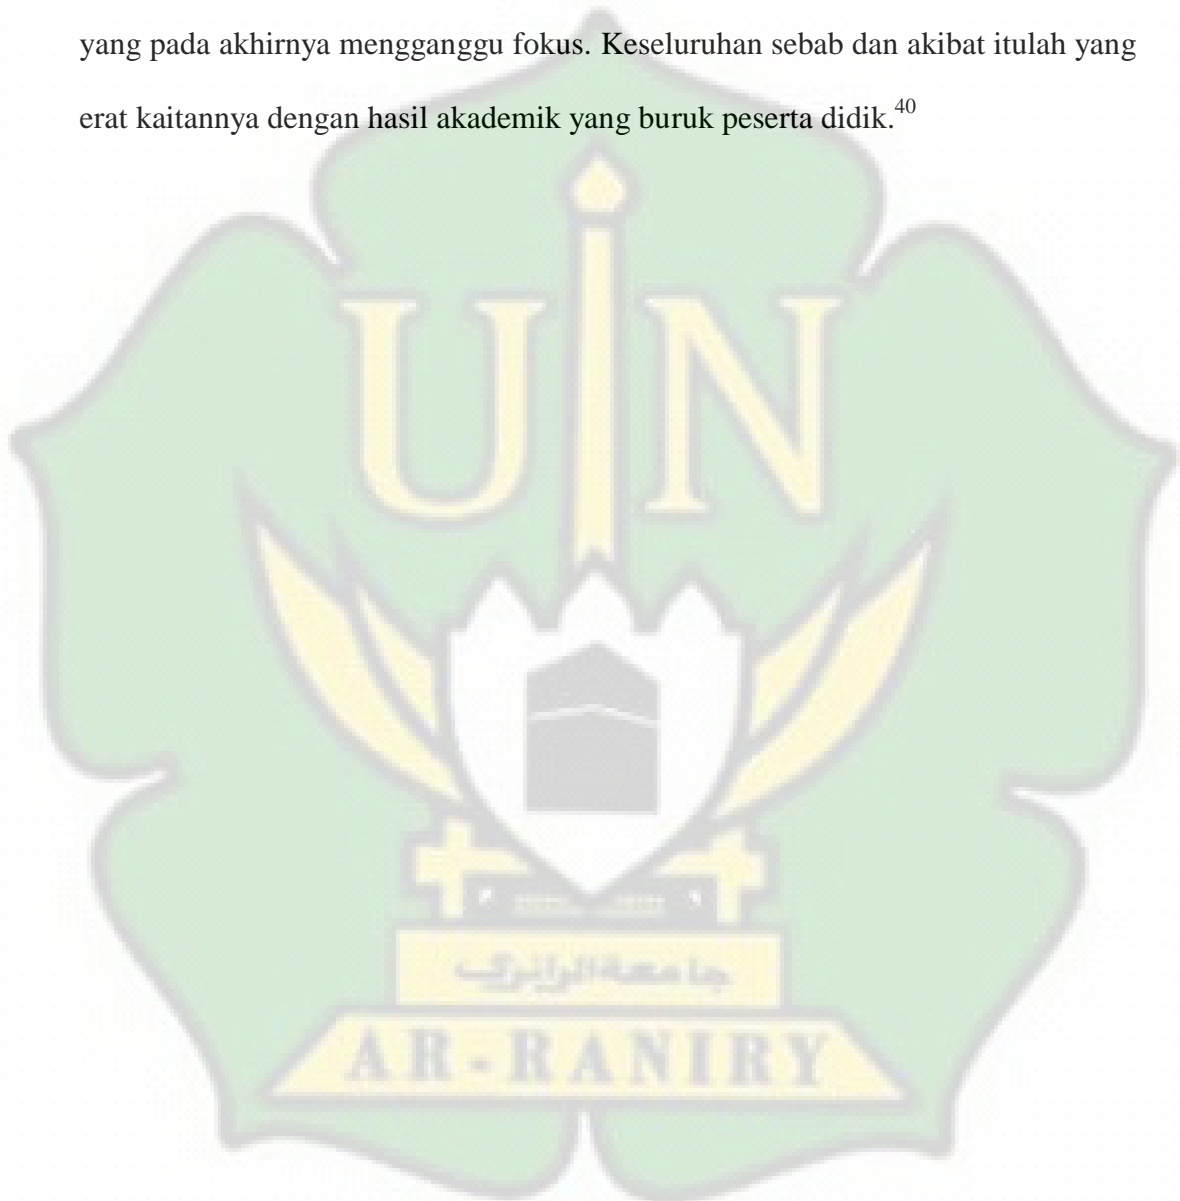 yang pada akhirnya mengganggu fokus. Keseluruhan sebab dan akibat itulah yang
erat kaitannya dengan hasil akademik yang buruk peserta didik.⁴⁰
UIN
جامعة الرانري
AR-RANIRY